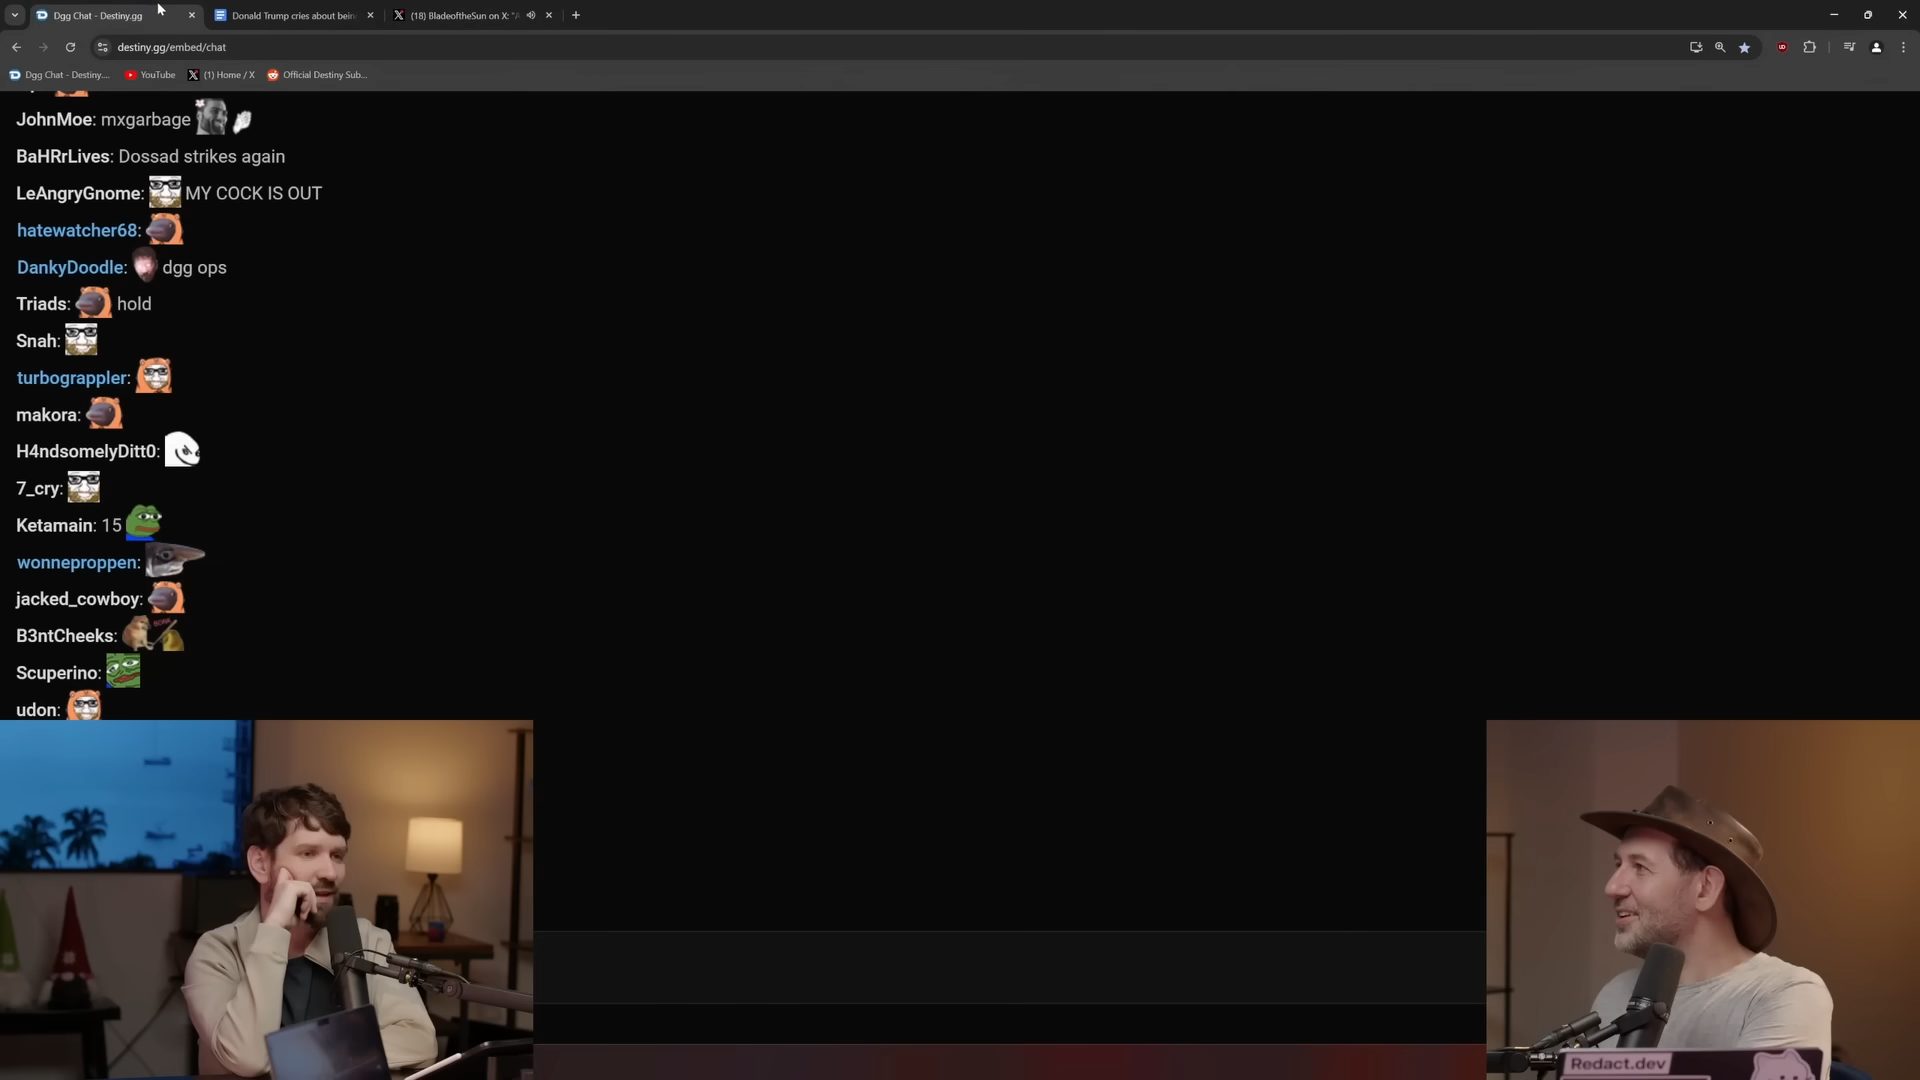 Dgg Chat - Destiny.gg
Donald Trump cries about bein
(18) BladeoftheSun on X: "A
destiny.gg/embed/chat
Dgg Chat - Destiny....
YouTube
(1) Home / X
Official Destiny Sub...
JohnMoe: mxgarbage
BaHRrLives: Dossad strikes again
LeAngryGnome: MY COCK IS OUT
hatewatcher68:
DankyDoodle: dgg ops
Triads: hold
Snah:
turbograppler:
makora:
H4ndsomelyDitt0:
7_cry:
Ketamain: 15
wonneproppen:
jacked_cowboy:
B3ntCheeks: BONK
Scuperino:
udon:
Redact.dev